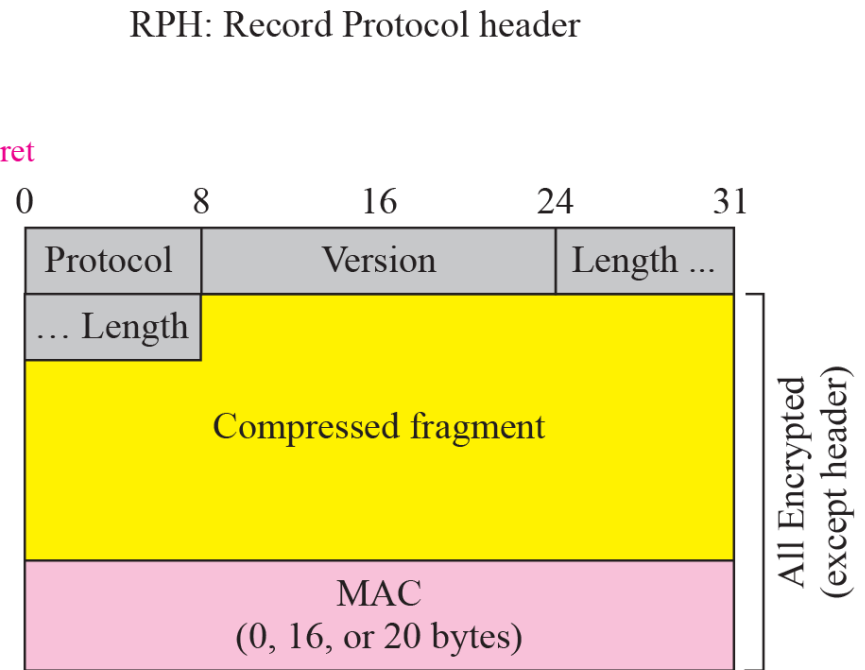 RPH: Record Protocol header
ret
0 8 16 24 31
Protocol Version Length ...
... Length
Compressed fragment
MAC
(0, 16, or 20 bytes)
All Encrypted
(except header)